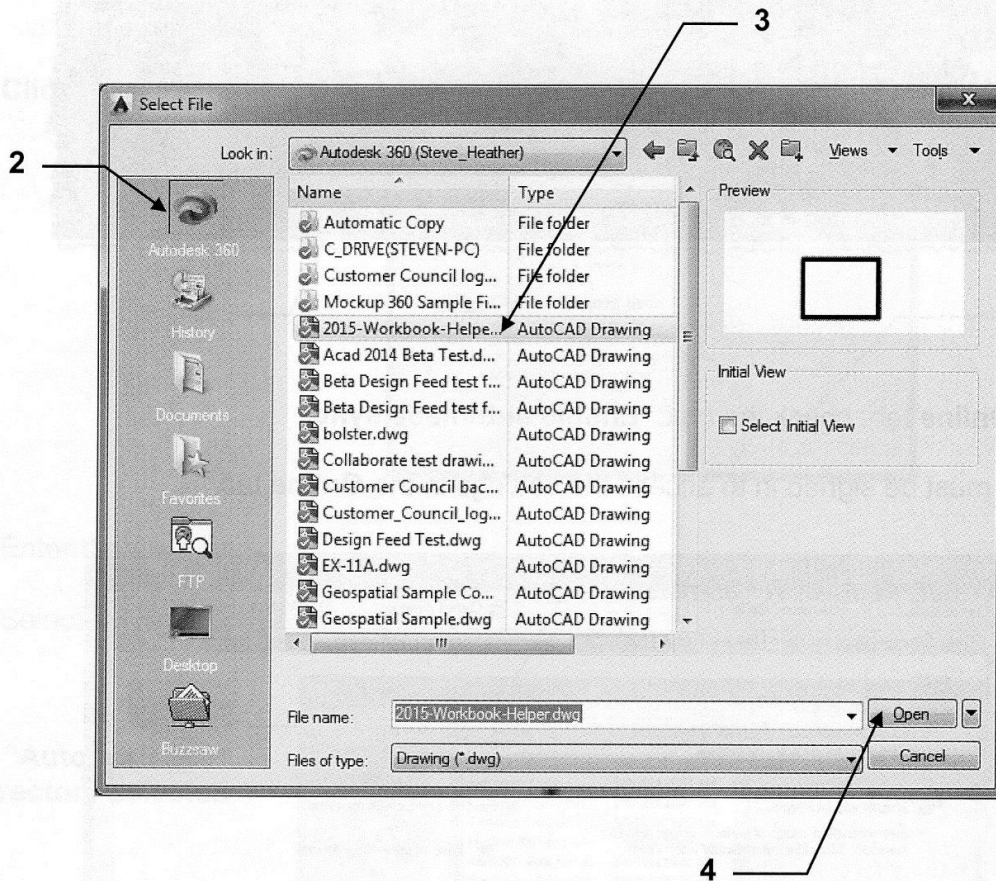 3
Select File
2
Look in: Autodesk 360 (Steve_Heather) Views Tools
Autodesk 360
History
Documents
Favorites
FTP
Desktop
Buzzsaw
Name Type
Automatic Copy File folder
C_DRIVE(STEVEN-PC) File folder
Customer Council log... File folder
Mockup 360 Sample Fi... File folder
2015-Workbook-Helpe... AutoCAD Drawing
Acad 2014 Beta Test.d... AutoCAD Drawing
Beta Design Feed test f... AutoCAD Drawing
Beta Design Feed test f... AutoCAD Drawing
bolster.dwg AutoCAD Drawing
Collaborate test drawi... AutoCAD Drawing
Customer Council bac... AutoCAD Drawing
Customer_Council_log... AutoCAD Drawing
Design Feed Test.dwg AutoCAD Drawing
EX-11A.dwg AutoCAD Drawing
Geospatial Sample Co... AutoCAD Drawing
Geospatial Sample.dwg AutoCAD Drawing
Preview
Initial View
Select Initial View
File name: 2015-Workbook-Helper.dwg Open
Files of type: Drawing (*.dwg) Cancel
4